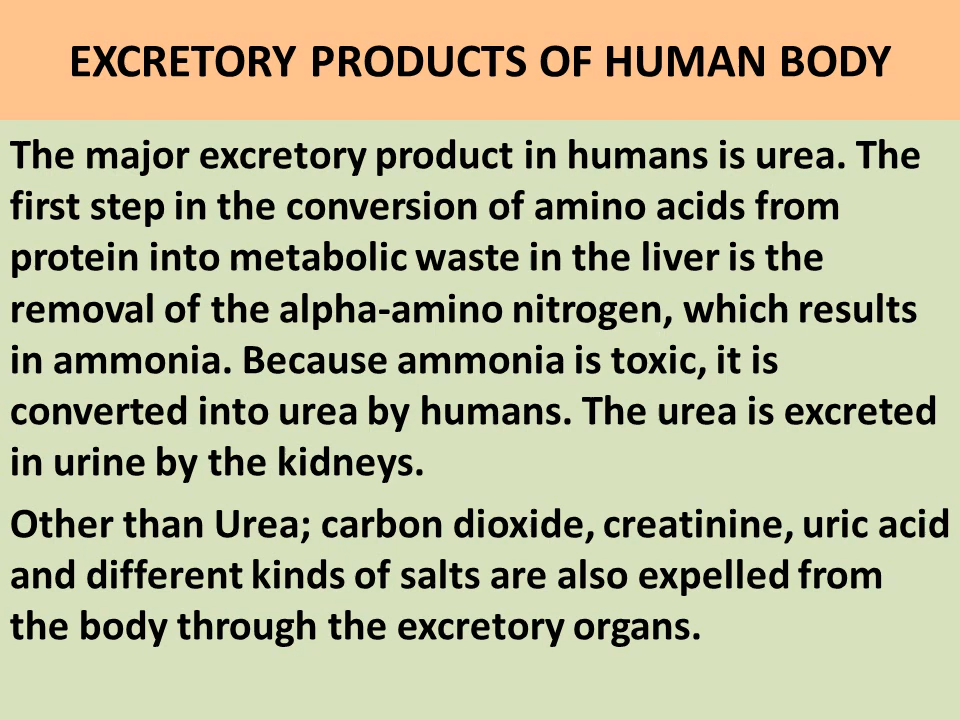 EXCRETORY PRODUCTS OF HUMAN BODY
The major excretory product in humans is urea. The
first step in the conversion of amino acids from
protein into metabolic waste in the liver is the
removal of the alpha-amino nitrogen, which results
in ammonia. Because ammonia is toxic, it is
converted into urea by humans. The urea is excreted
in urine by the kidneys.
Other than Urea; carbon dioxide, creatinine, uric acid
and different kinds of salts are also expelled from
the body through the excretory organs.